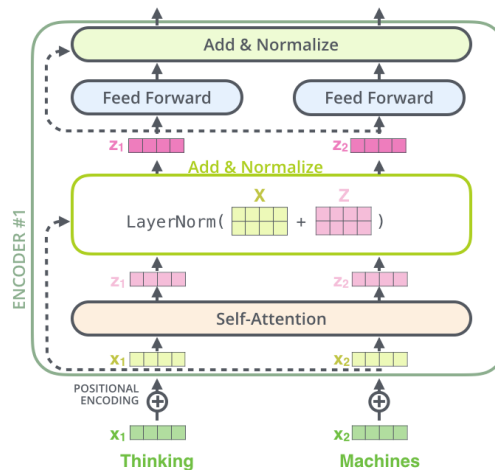 Add & Normalize
Feed Forward Feed Forward
z1 z2
Add & Normalize
X Z
LayerNorm( + )
z1 z2
Self-Attention
x1 x2
POSITIONAL
ENCODING
x1 x2
Thinking Machines
ENCODER #1